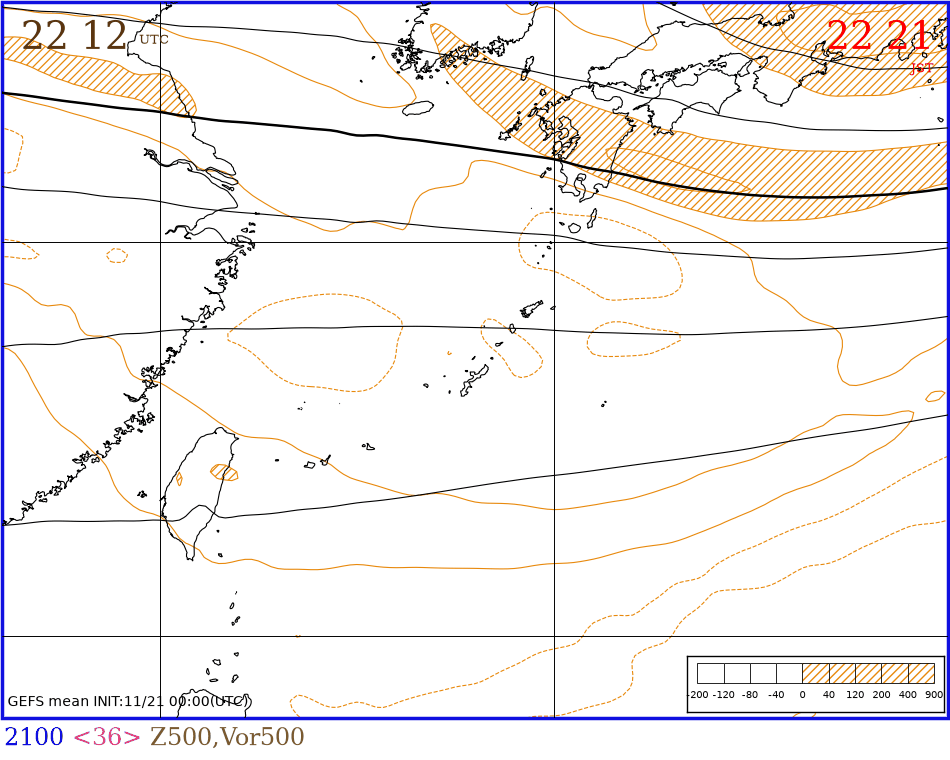 22 12 UTC
22 21
JST
GEFS mean INIT:11/21 00:00(UTC)
-200 -120 -80 -40 0 40 120 200 400 900
2100 <36> Z500,Vor500